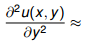 ∂²u(x, y)
∂y² ≈